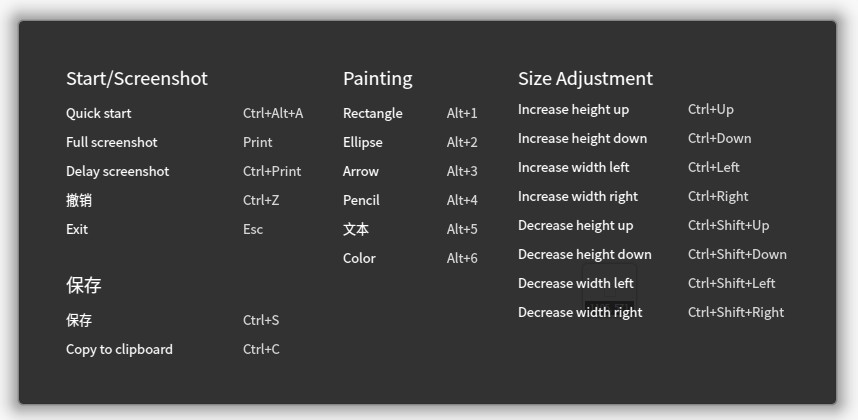 Start/Screenshot
Quick start Ctrl+Alt+A
Full screenshot Print
Delay screenshot Ctrl+Print
撤销 Ctrl+Z
Exit Esc
保存
保存 Ctrl+S
Copy to clipboard Ctrl+C
Painting
Rectangle Alt+1
Ellipse Alt+2
Arrow Alt+3
Pencil Alt+4
文本 Alt+5
Color Alt+6
Size Adjustment
Increase height up Ctrl+Up
Increase height down Ctrl+Down
Increase width left Ctrl+Left
Increase width right Ctrl+Right
Decrease height up Ctrl+Shift+Up
Decrease height down Ctrl+Shift+Down
Decrease width left Ctrl+Shift+Left
Decrease width right Ctrl+Shift+Right